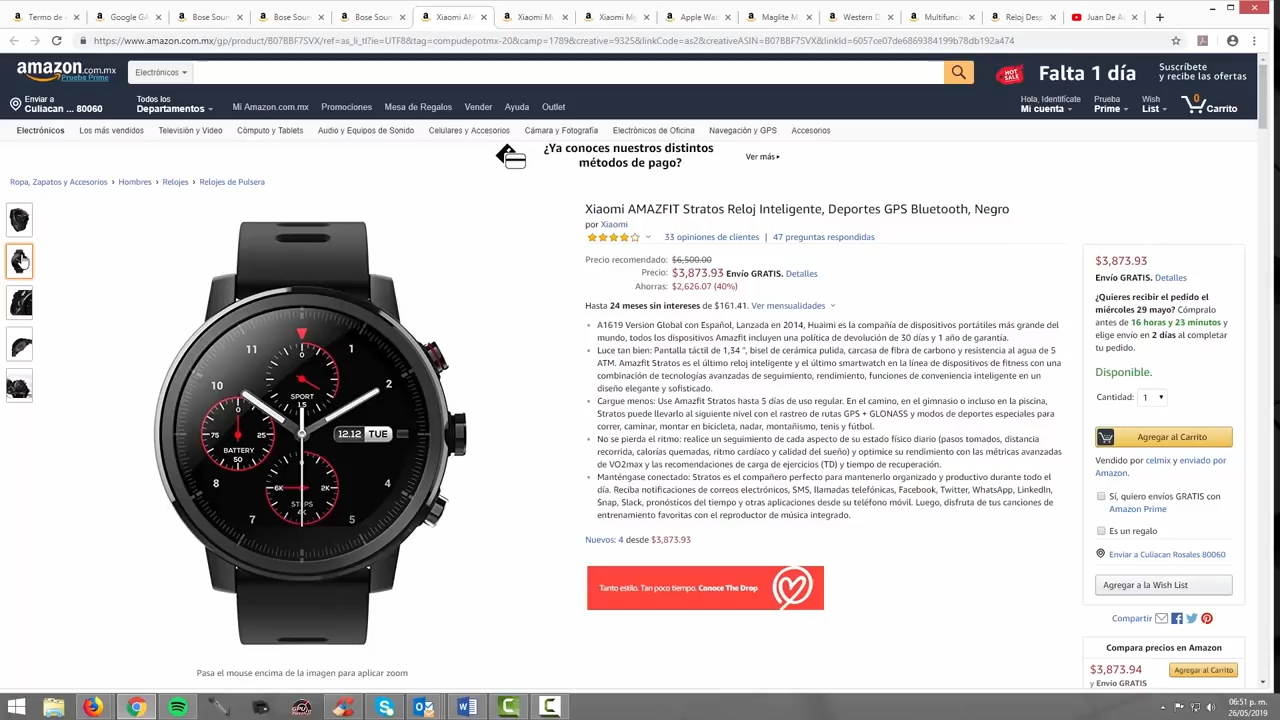 Termo de
Google G
Bose Soun
Bose Soun
Bose Soun
Xiaomi AM
Xiaomi Mi
Xiaomi Mi
Apple Wa
Maglite M
Western D
Multifunci
Reloj Desp
Juan De A
https://www.amazon.com.mx/gp/product/B07BBF7SVX/ref=as_li_tl?ie=UTF8&tag=compudepotmx-20&camp=1789&creative=9325&linkCode=as2&creativeASIN=B07BBF7SVX&linkId=6057ce07de6869384199b78db192a474
amazon.com.mx
Prueba Prime
Electrónicos
HOT SALE
Falta 1 día
Suscríbete
y recibe las ofertas
Enviar a
Culiacan ... 80060
Todos los
Departamentos
Mi Amazon.com.mx
Promociones
Mesa de Regalos
Vender
Ayuda
Outlet
Hola, Identifícate
Mi cuenta
Prueba
Prime
Wish
List
0
Carrito
Electrónicos
Los más vendidos
Televisión y Video
Cómputo y Tablets
Audio y Equipos de Sonido
Celulares y Accesorios
Cámara y Fotografía
Electrónicos de Oficina
Navegación y GPS
Accesorios
¿Ya conoces nuestros distintos
métodos de pago?
Ver más
Ropa, Zapatos y Accesorios › Hombres › Relojes › Relojes de Pulsera
Xiaomi AMAZFIT Stratos Reloj Inteligente, Deportes GPS Bluetooth, Negro
por Xiaomi
33 opiniones de clientes | 47 preguntas respondidas
Precio recomendado: $6,500.00
Precio: $3,873.93 Envío GRATIS. Detalles
Ahorras: $2,626.07 (40%)
Hasta 24 meses sin intereses de $161.41. Ver mensualidades
A1619 Version Global con Español, Lanzada en 2014, Huaimi es la compañía de dispositivos portátiles más grande del
mundo, todos los dispositivos Amazfit incluyen una política de devolución de 30 días y 1 año de garantía.
Luce tan bien: Pantalla táctil de 1,34 ", bisel de cerámica pulida, carcasa de fibra de carbono y resistencia al agua de 5
ATM. Amazfit Stratos es el último reloj inteligente y el último smartwatch en la línea de dispositivos de fitness con una
combinación de tecnologías avanzadas de seguimiento, rendimiento, funciones de conveniencia inteligente en un
diseño elegante y sofisticado.
Cargue menos: Use Amazfit Stratos hasta 5 días de uso regular. En el camino, en el gimnasio o incluso en la piscina,
Stratos puede llevarlo al siguiente nivel con el rastreo de rutas GPS + GLONASS y modos de deportes especiales para
correr, caminar, montar en bicicleta, nadar, montañismo, tenis y fútbol.
No se pierda el ritmo: realice un seguimiento de cada aspecto de su estado físico diario (pasos tomados, distancia
recorrida, calorías quemadas, ritmo cardíaco y calidad del sueño) y optimice su rendimiento con las métricas avanzadas
de VO2max y las recomendaciones de carga de ejercicios (TD) y tiempo de recuperación.
Manténgase conectado: Stratos es el compañero perfecto para mantenerlo organizado y productivo durante todo el
día. Reciba notificaciones de correos electrónicos, SMS, llamadas telefónicas, Facebook, Twitter, WhatsApp, LinkedIn,
Snap, Slack, pronósticos del tiempo y otras aplicaciones desde su teléfono móvil. Luego, disfruta de tus canciones de
entrenamiento favoritas con el reproductor de música integrado.
Nuevos: 4 desde $3,873.93
Tanto estilo. Tan poco tiempo. Conoce The Drop
11
1
10
2
8
4
7
5
0
SPORT
15
0
75
25
BATTERY
50
12.12 TUE
6K
2K
STEPS
Pasa el mouse encima de la imagen para aplicar zoom
$3,873.93
Envío GRATIS. Detalles
¿Quieres recibir el pedido el
miércoles 29 mayo? Cómpralo
antes de 16 horas y 23 minutos y
elige envío en 2 días al completar
tu pedido.
Disponible.
Cantidad: 1
Agregar al Carrito
Vendido por celmix y enviado por
Amazon.
Sí, quiero envíos GRATIS con
Amazon Prime
Es un regalo
Enviar a Culiacan Rosales 80060
Agregar a la Wish List
Compartir
Compara precios en Amazon
$3,873.94
Agregar al Carrito
y Envío GRATIS
06:51 p. m.
26/05/2019